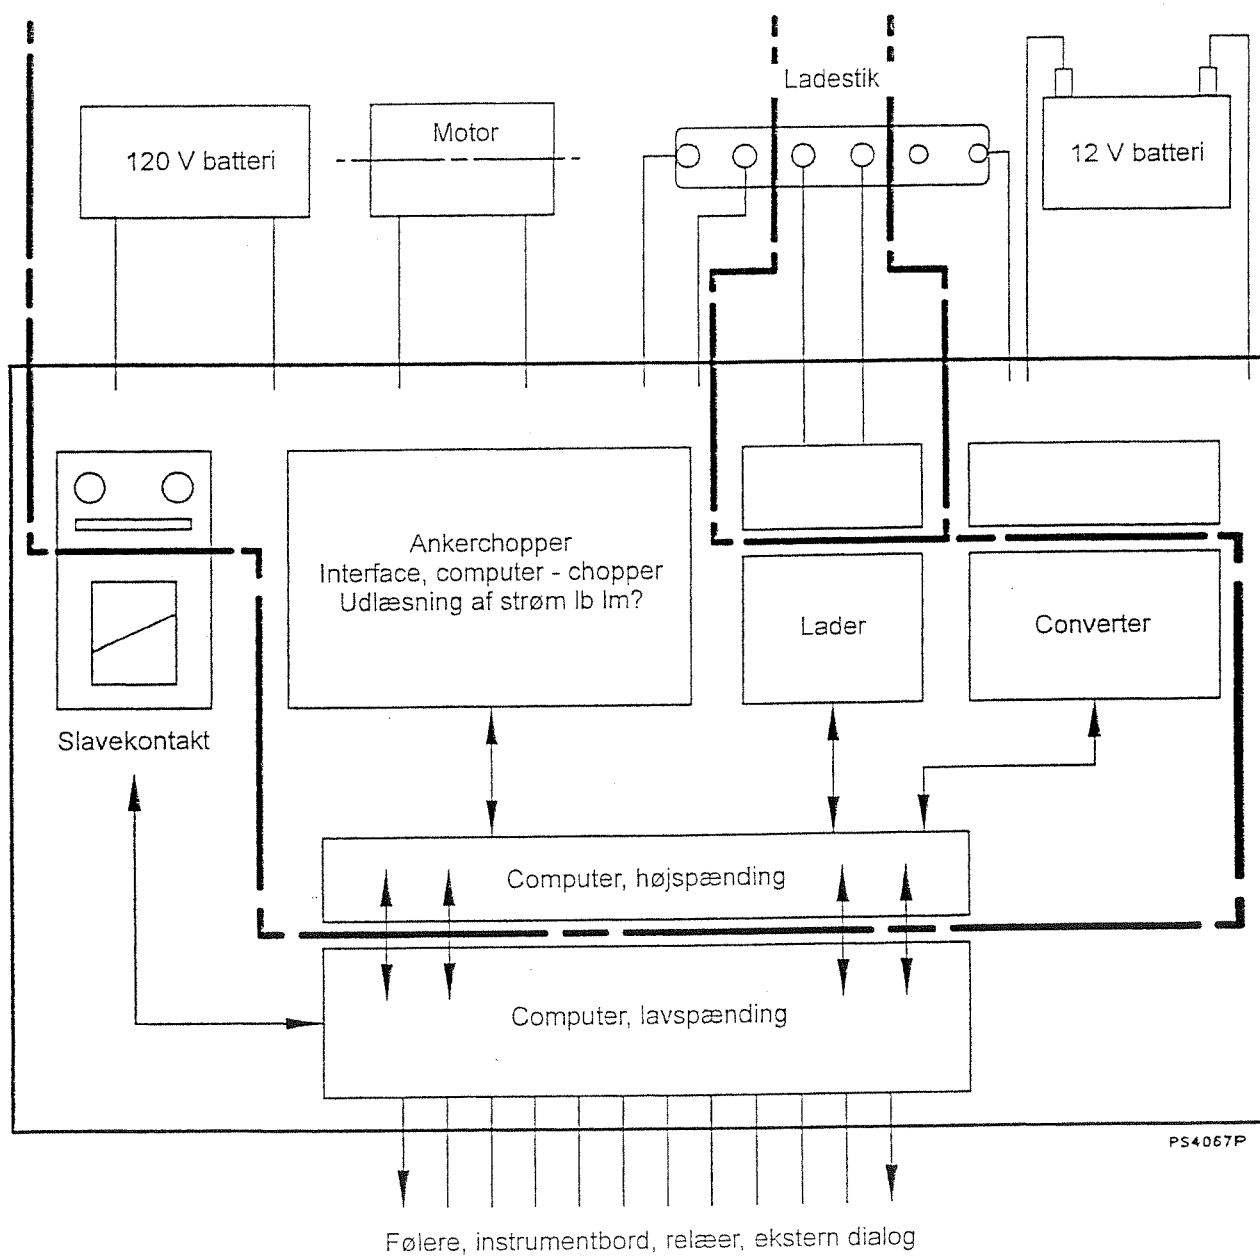 Ladestik
120 V batteri
Motor
12 V batteri
Ankerchopper
Interface, computer - chopper
Udlæsning af strøm Ib Im?
Lader
Converter
Slavekontakt
Computer, højspænding
Computer, lavspænding
PS4067P
Følere, instrumentbord, relæer, ekstern dialog